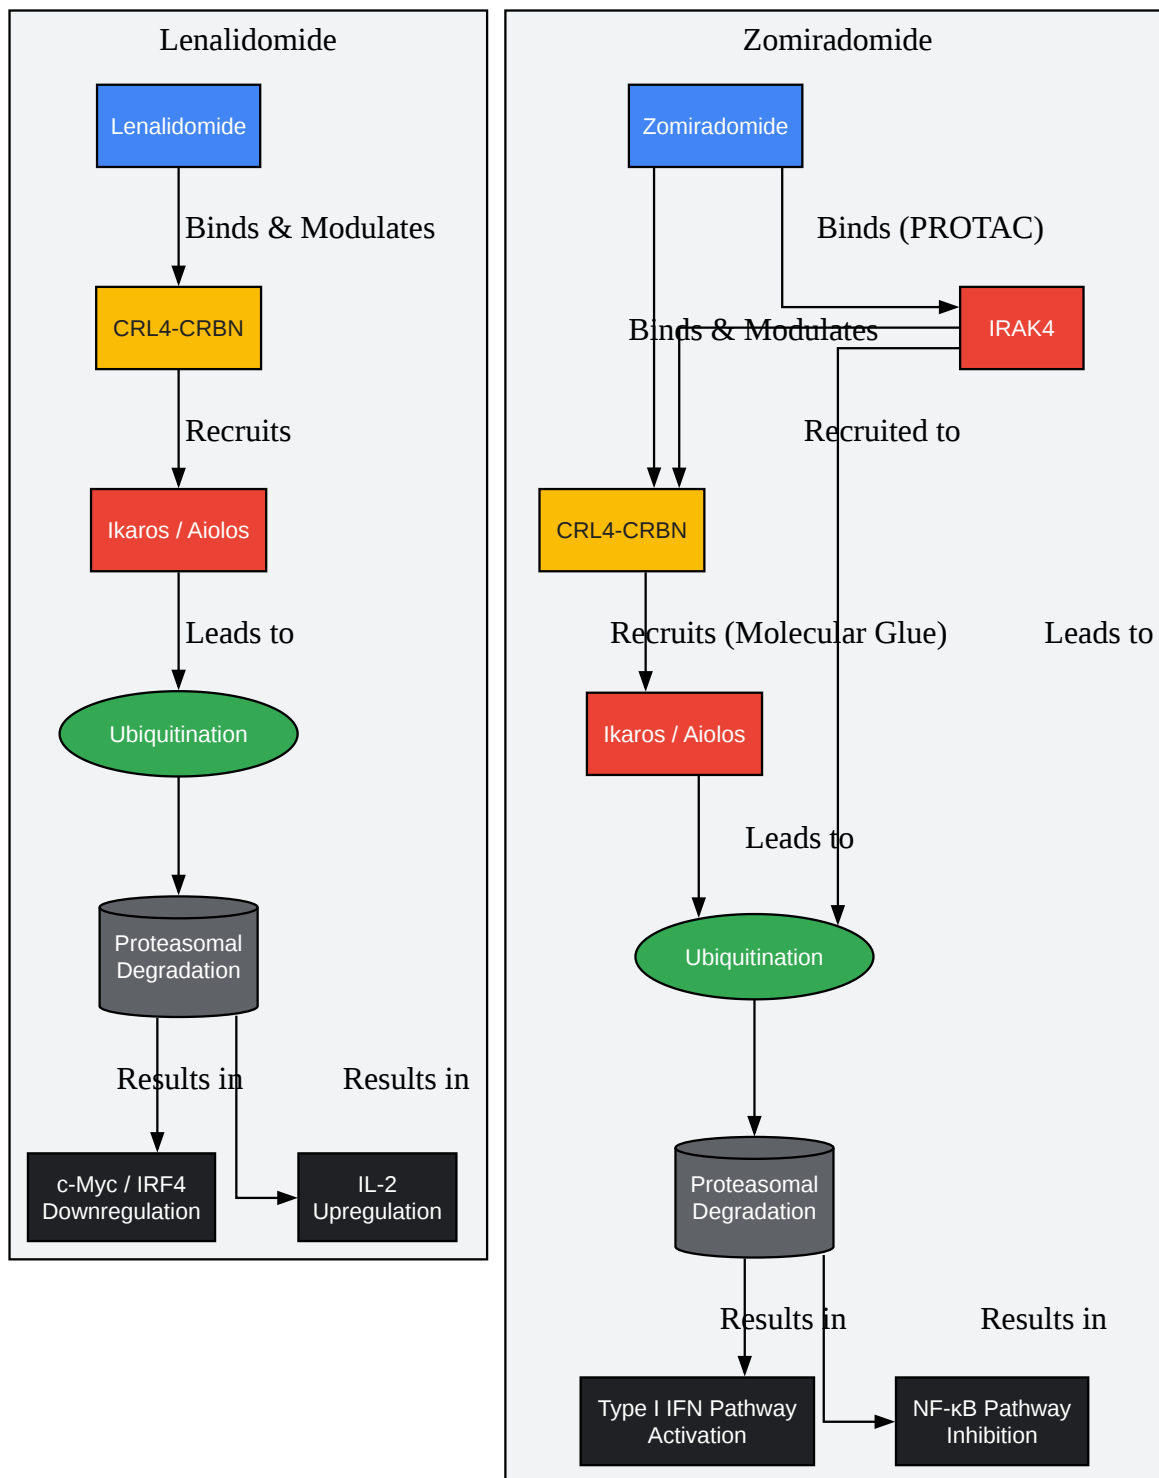 Lenalidomide
Lenalidomide
Binds & Modulates
CRL4-CRBN
Recruits
Ikaros / Aiolos
Leads to
Ubiquitination
Proteasomal
Degradation
Results in
Results in
c-Myc / IRF4
Downregulation
IL-2
Upregulation
Zomiradomide
Zomiradomide
Binds (PROTAC)
IRAK4
Binds & Modulates
Recruited to
CRL4-CRBN
Recruits (Molecular Glue)
Leads to
Ikaros / Aiolos
Leads to
Ubiquitination
Proteasomal
Degradation
Results in
Results in
Type I IFN Pathway
Activation
NF-κB Pathway
Inhibition